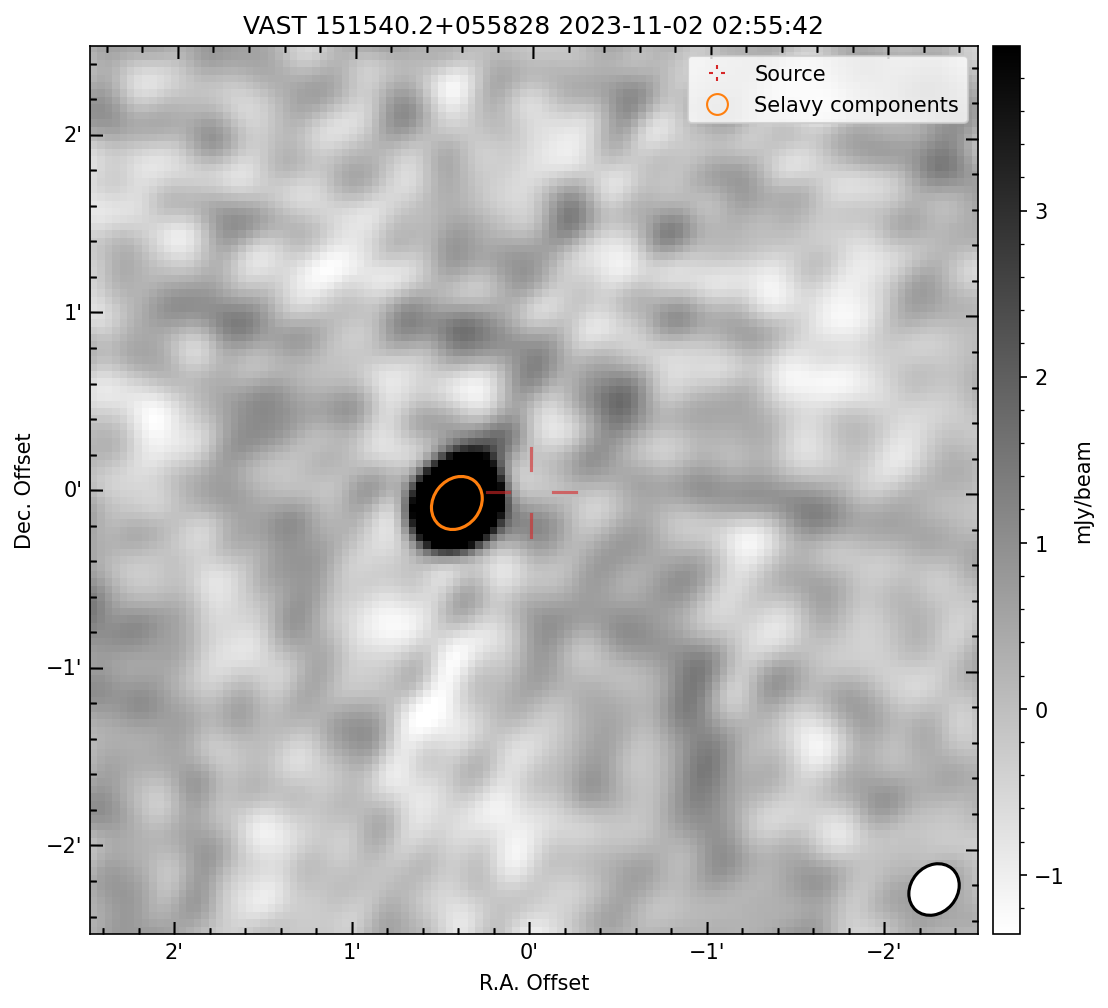 VAST 151540.2+055828 2023-11-02 02:55:42
Source
Selavy components
2'
1'
0'
−1'
−2'
Dec. Offset
2'
1'
0'
−1'
−2'
R.A. Offset
3
2
1
0
−1
mJy/beam